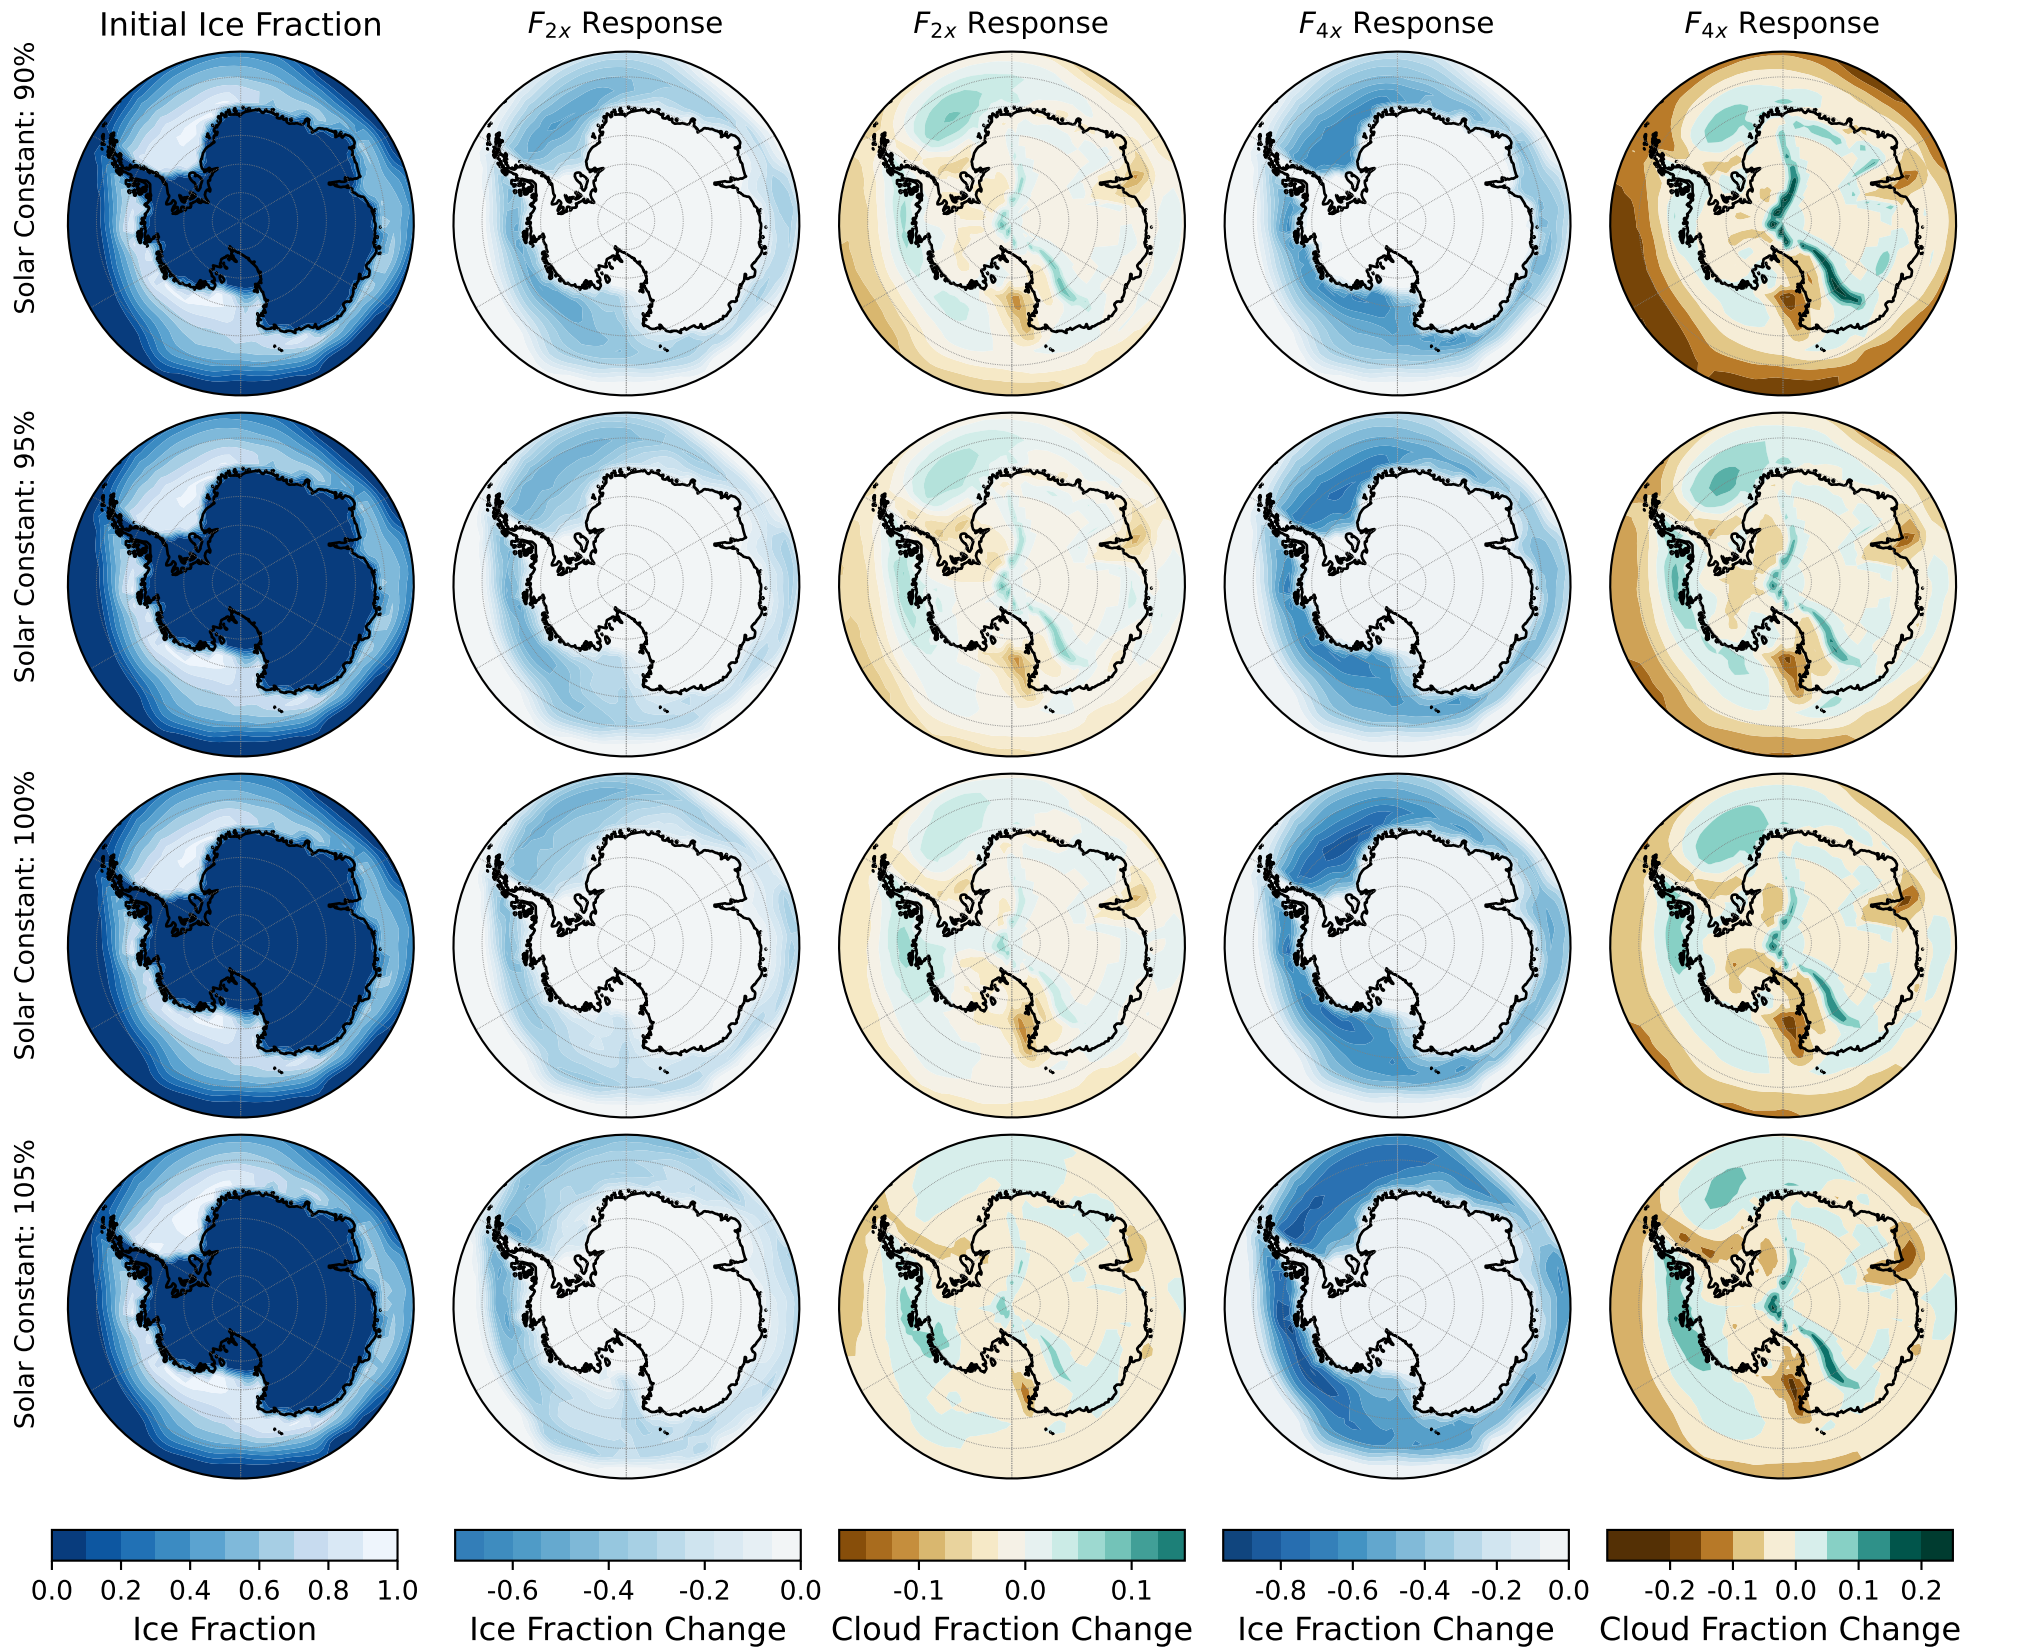 Initial Ice Fraction
F2x Response
F2x Response
F4x Response
F4x Response
Solar Constant: 90%
Solar Constant: 95%
Solar Constant: 100%
Solar Constant: 105%
0.0 0.2 0.4 0.6 0.8 1.0
Ice Fraction
-0.6 -0.4 -0.2 0.0
Ice Fraction Change
-0.1 0.0 0.1
Cloud Fraction Change
-0.8 -0.6 -0.4 -0.2 0.0
Ice Fraction Change
-0.2 -0.1 0.0 0.1 0.2
Cloud Fraction Change